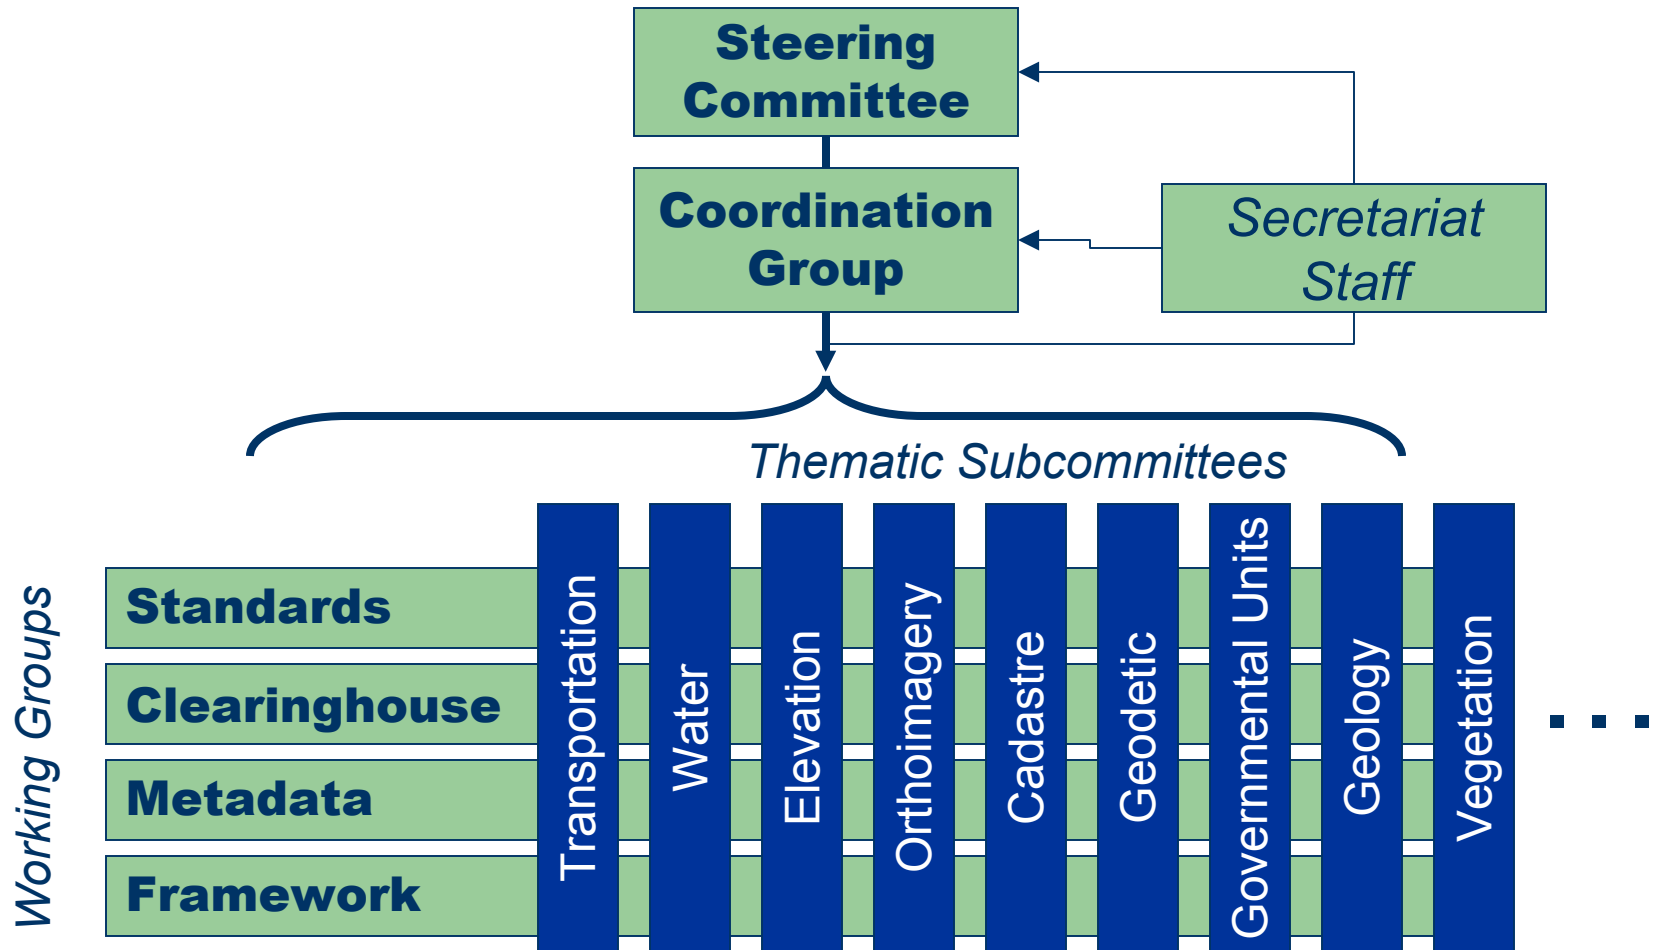 Steering
Committee
Coordination
Group
Secretariat
Staff
Thematic Subcommittees
Working Groups
Standards
Clearinghouse
Metadata
Framework
Transportation
Water
Elevation
Orthoimagery
Cadastre
Geodetic
Governmental Units
Geology
Vegetation
...